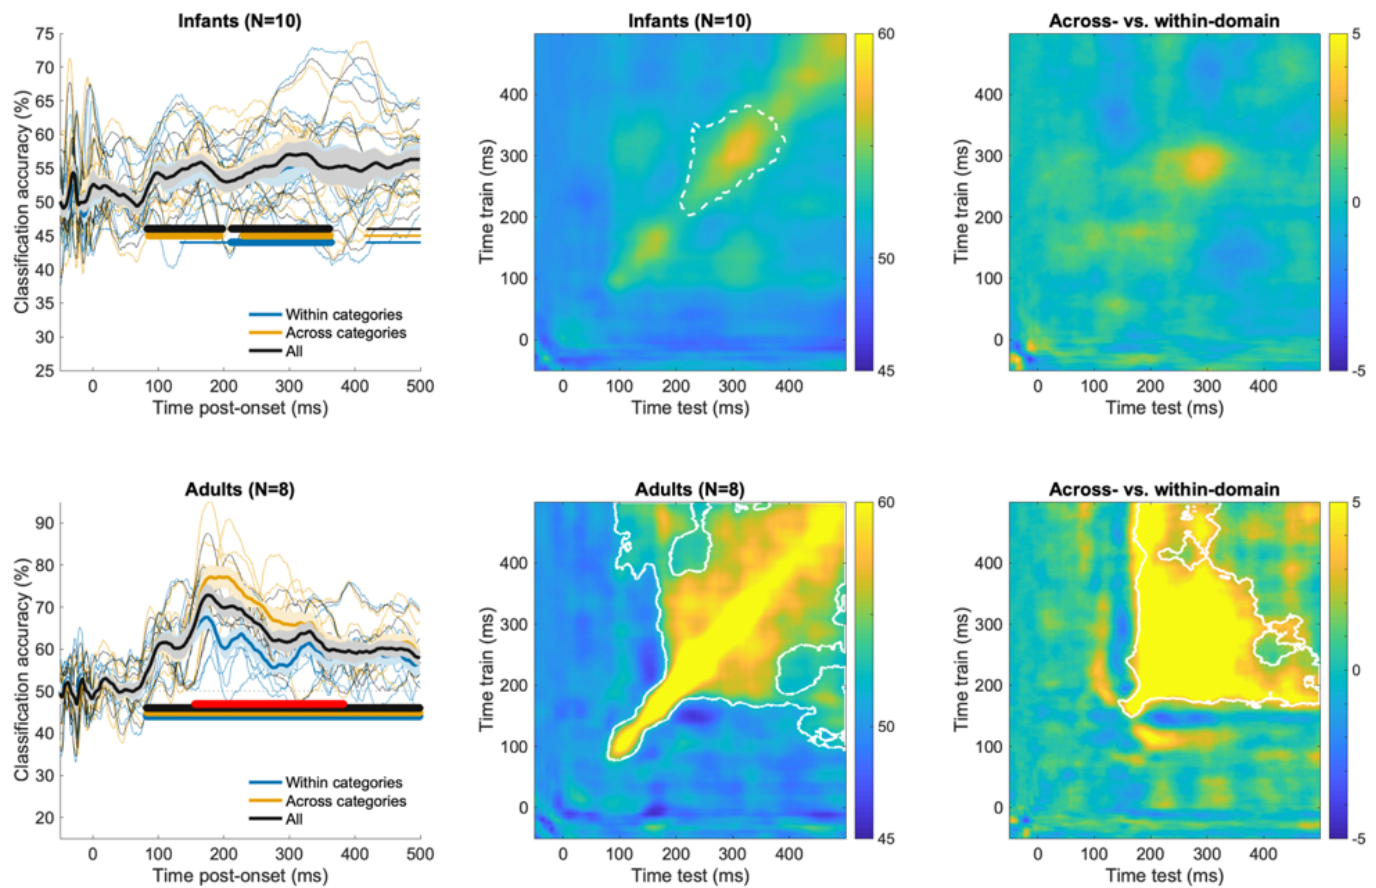 Infants (N=10)
Infants (N=10)
Across- vs. within-domain
Classification accuracy (%)
75
70
65
60
55
50
45
40
35
30
25
Within categories
Across categories
All
0 100 200 300 400 500
Time post-onset (ms)
Time train (ms)
400
300
200
100
0
0 100 200 300 400
Time test (ms)
60
50
45
Time train (ms)
400
300
200
100
0
0 100 200 300 400
Time test (ms)
5
0
-5
Adults (N=8)
Adults (N=8)
Across- vs. within-domain
Classification accuracy (%)
90
80
70
60
50
40
30
20
Within categories
Across categories
All
0 100 200 300 400 500
Time post-onset (ms)
Time train (ms)
400
300
200
100
0
0 100 200 300 400
Time test (ms)
60
50
45
Time train (ms)
400
300
200
100
0
0 100 200 300 400
Time test (ms)
5
0
-5